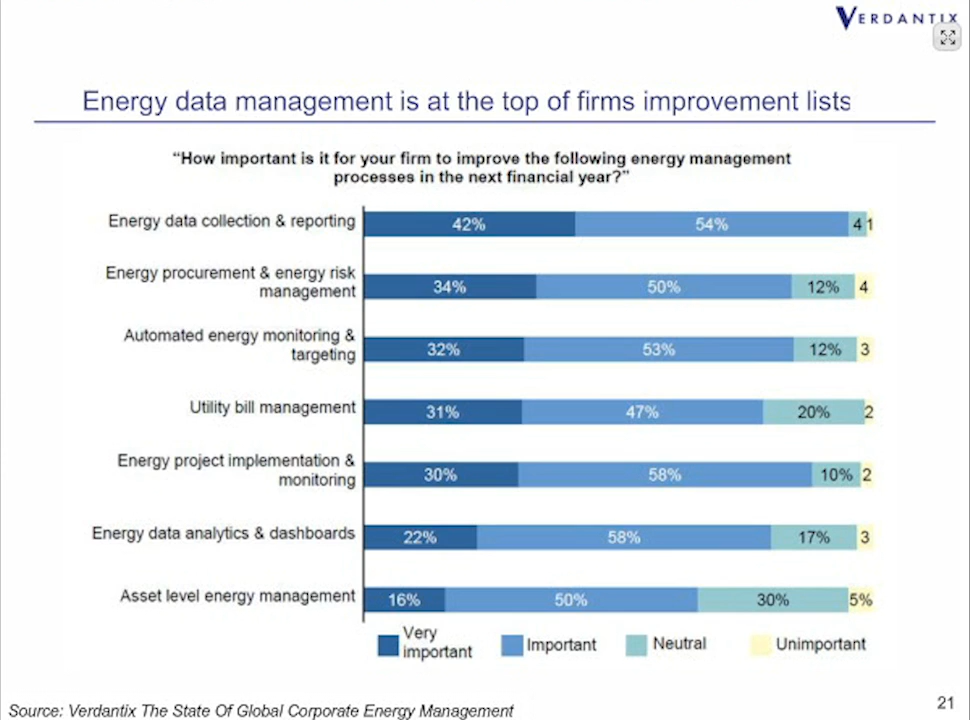 VERDANTIX
Energy data management is at the top of firms improvement lists
“How important is it for your firm to improve the following energy management
processes in the next financial year?”
Energy data collection & reporting 42% 54% 4 1
Energy procurement & energy risk
management 34% 50% 12% 4
Automated energy monitoring &
targeting 32% 53% 12% 3
Utility bill management 31% 47% 20% 2
Energy project implementation &
monitoring 30% 58% 10% 2
Energy data analytics & dashboards 22% 58% 17% 3
Asset level energy management 16% 50% 30% 5%
Very
important Important Neutral Unimportant
Source: Verdantix The State Of Global Corporate Energy Management
21